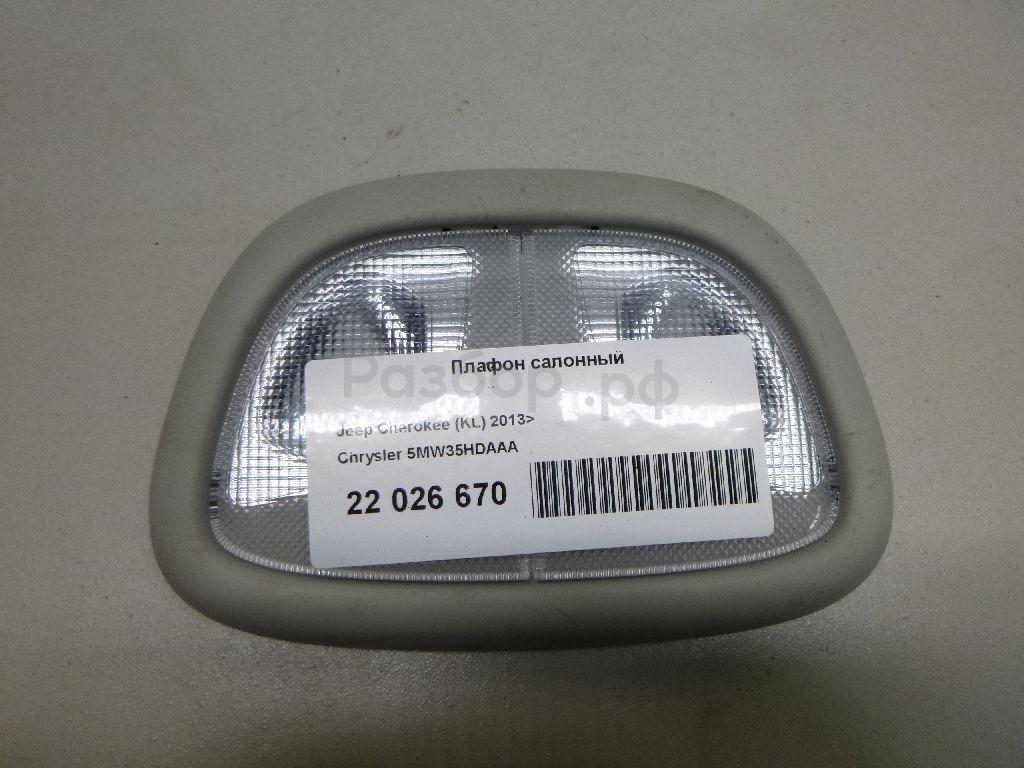 Плафон салонный
Разбор.рф
Jeep Cherokee (KL) 2013>
Chrysler 5MW35HDAAA
22 026 670